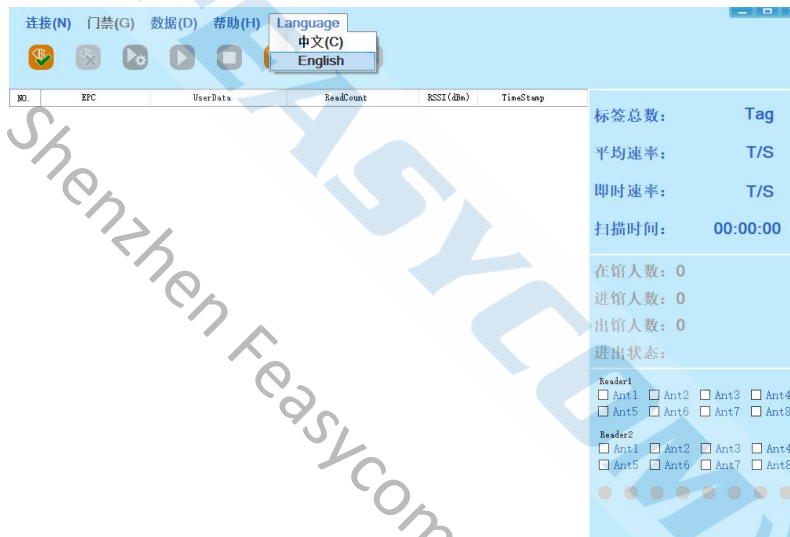 连接(N) 门禁(G) 数据(D) 帮助(H) Language
中文(C)
English
NO. EPC UserData ReadCount RSSI(dBm) TimeStamp
标签总数: Tag
平均速率: T/S
即时速率: T/S
扫描时间: 00:00:00
在馆人数: 0
进馆人数: 0
出馆人数: 0
进出状态:
Reader1
Ant1 Ant2 Ant3 Ant4
Ant5 Ant6 Ant7 Ant8
Reader2
Ant1 Ant2 Ant3 Ant4
Ant5 Ant6 Ant7 Ant8
FEASYCOM
Shenzhen Feasycom